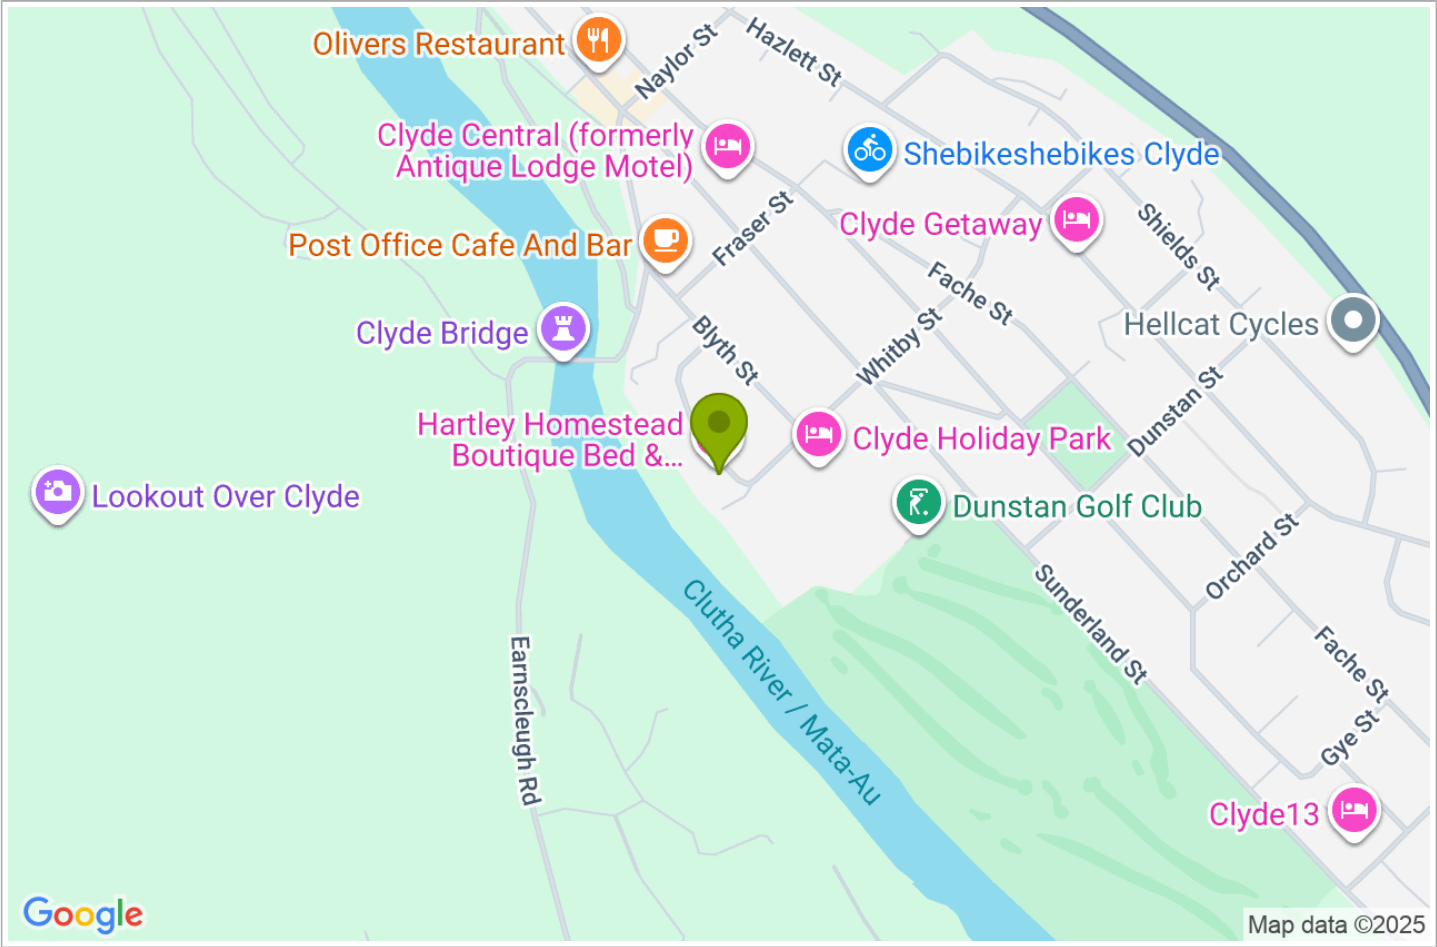 Olivers Restaurant
Naylor St
Hazlett St
Clyde Central (formerly
Antique Lodge Motel)
Shebikeshebikes Clyde
Fraser St
Clyde Getaway
Shields St
Post Office Cafe And Bar
Fache St
Clyde Bridge
Blyth St
Whitby St
Hellcat Cycles
Dunstan St
Hartley Homestead
Boutique Bed &...
Clyde Holiday Park
Lookout Over Clyde
Dunstan Golf Club
Orchard St
Clutha River / Mata-Au
Sunderland St
Earnscleugh Rd
Fache St
Gye St
Clyde13
Google
Map data ©2025